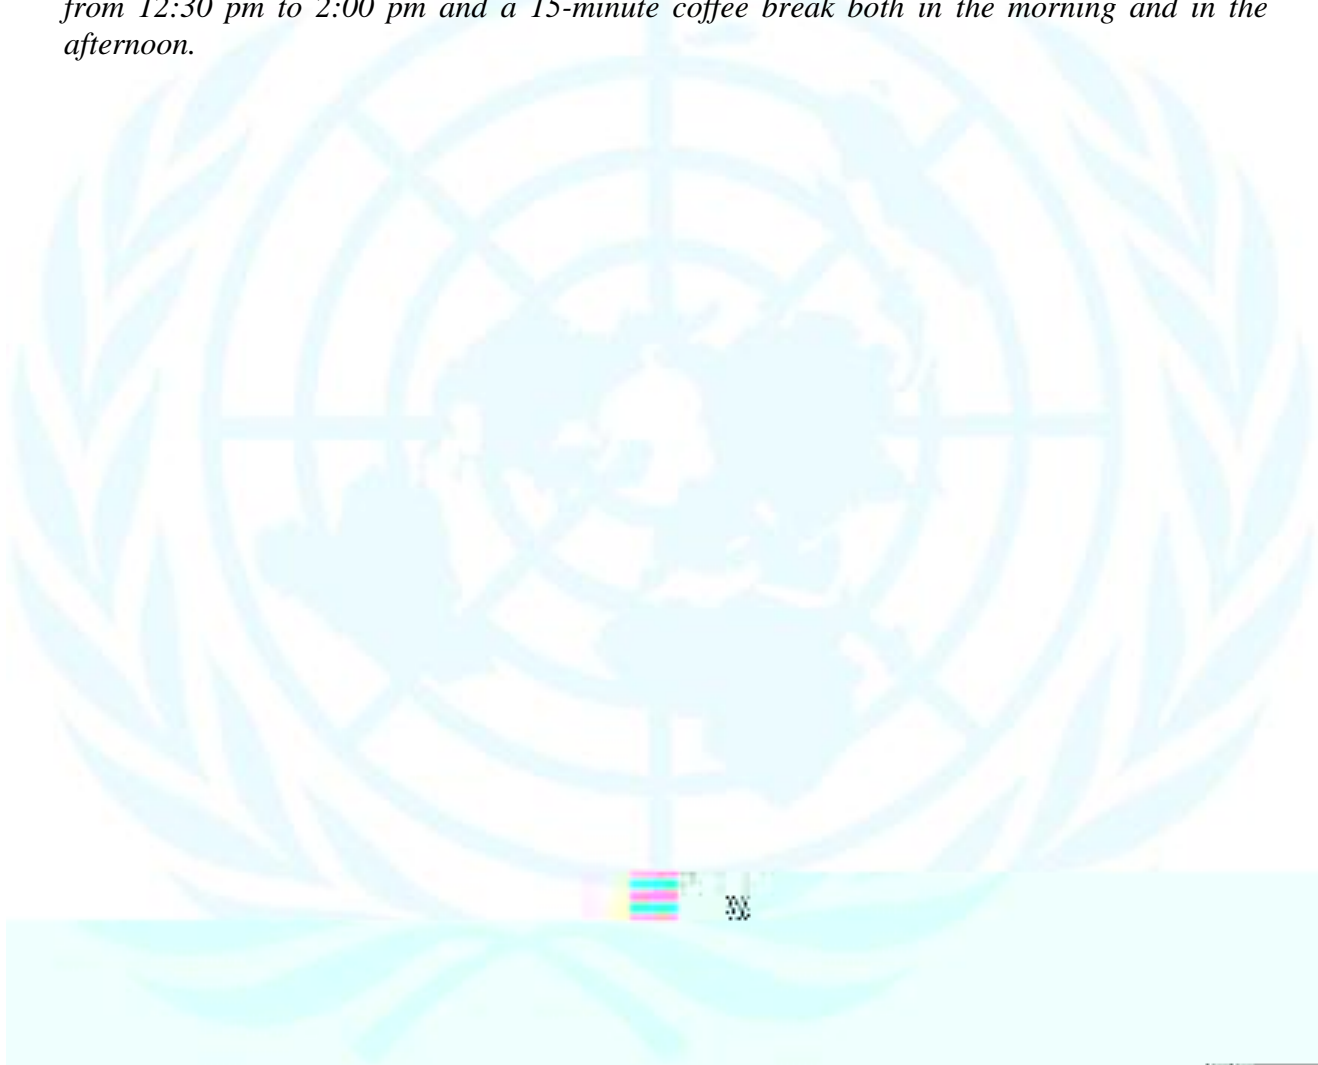 from 12:30 pm to 2:00 pm and a 15-minute coffee break both in the morning and in the
afternoon.